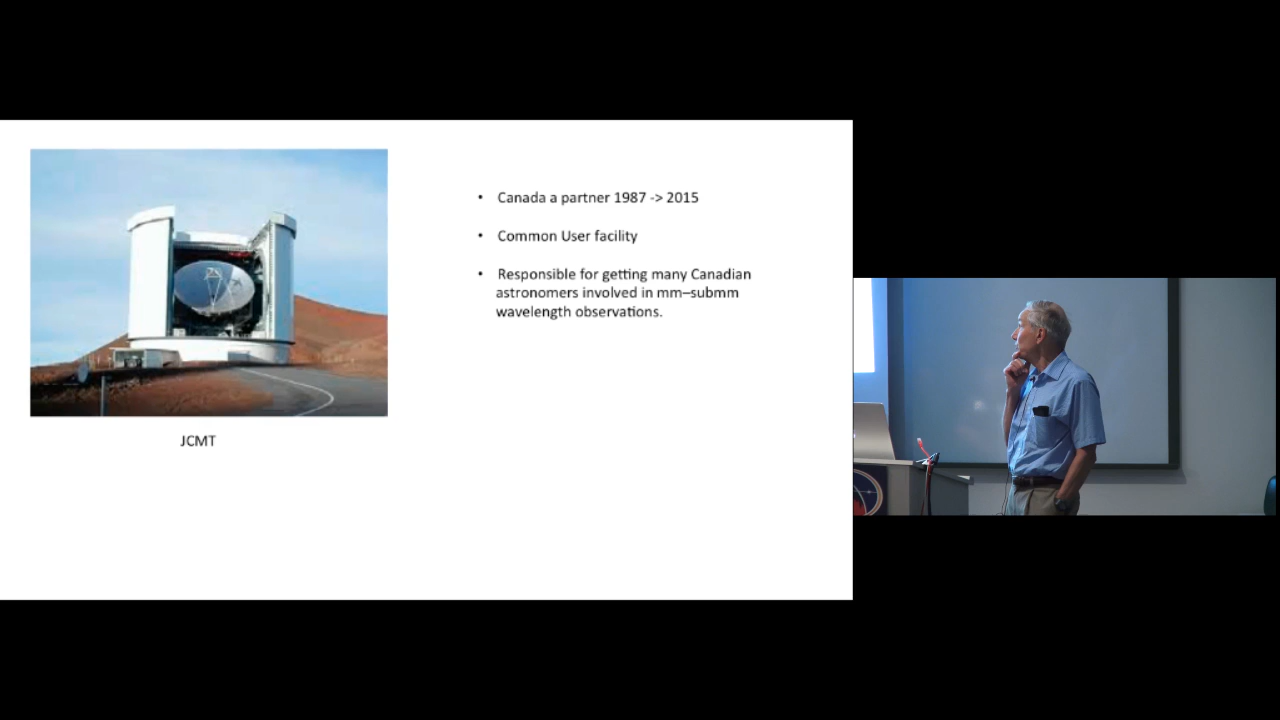 • Canada a partner 1987 -> 2015
• Common User facility
• Responsible for getting many Canadian
astronomers involved in mm–submm
wavelength observations.
JCMT